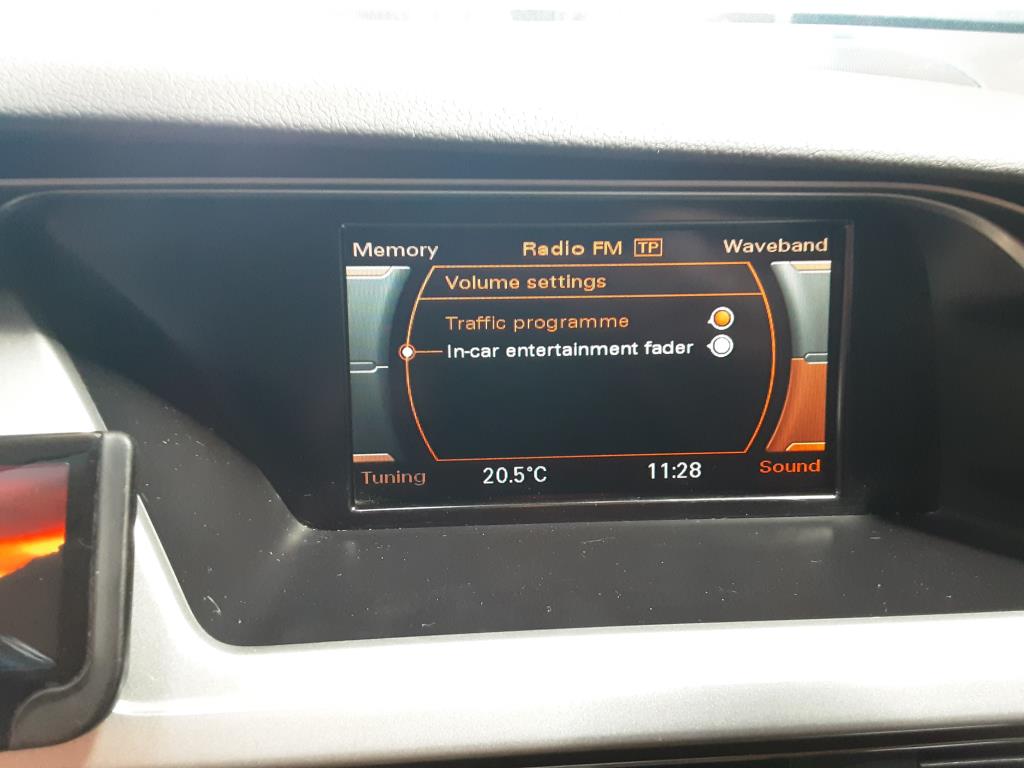 Memory Radio FM TP Waveband
Volume settings
Traffic programme
In-car entertainment fader
Tuning 20.5°C 11:28 Sound